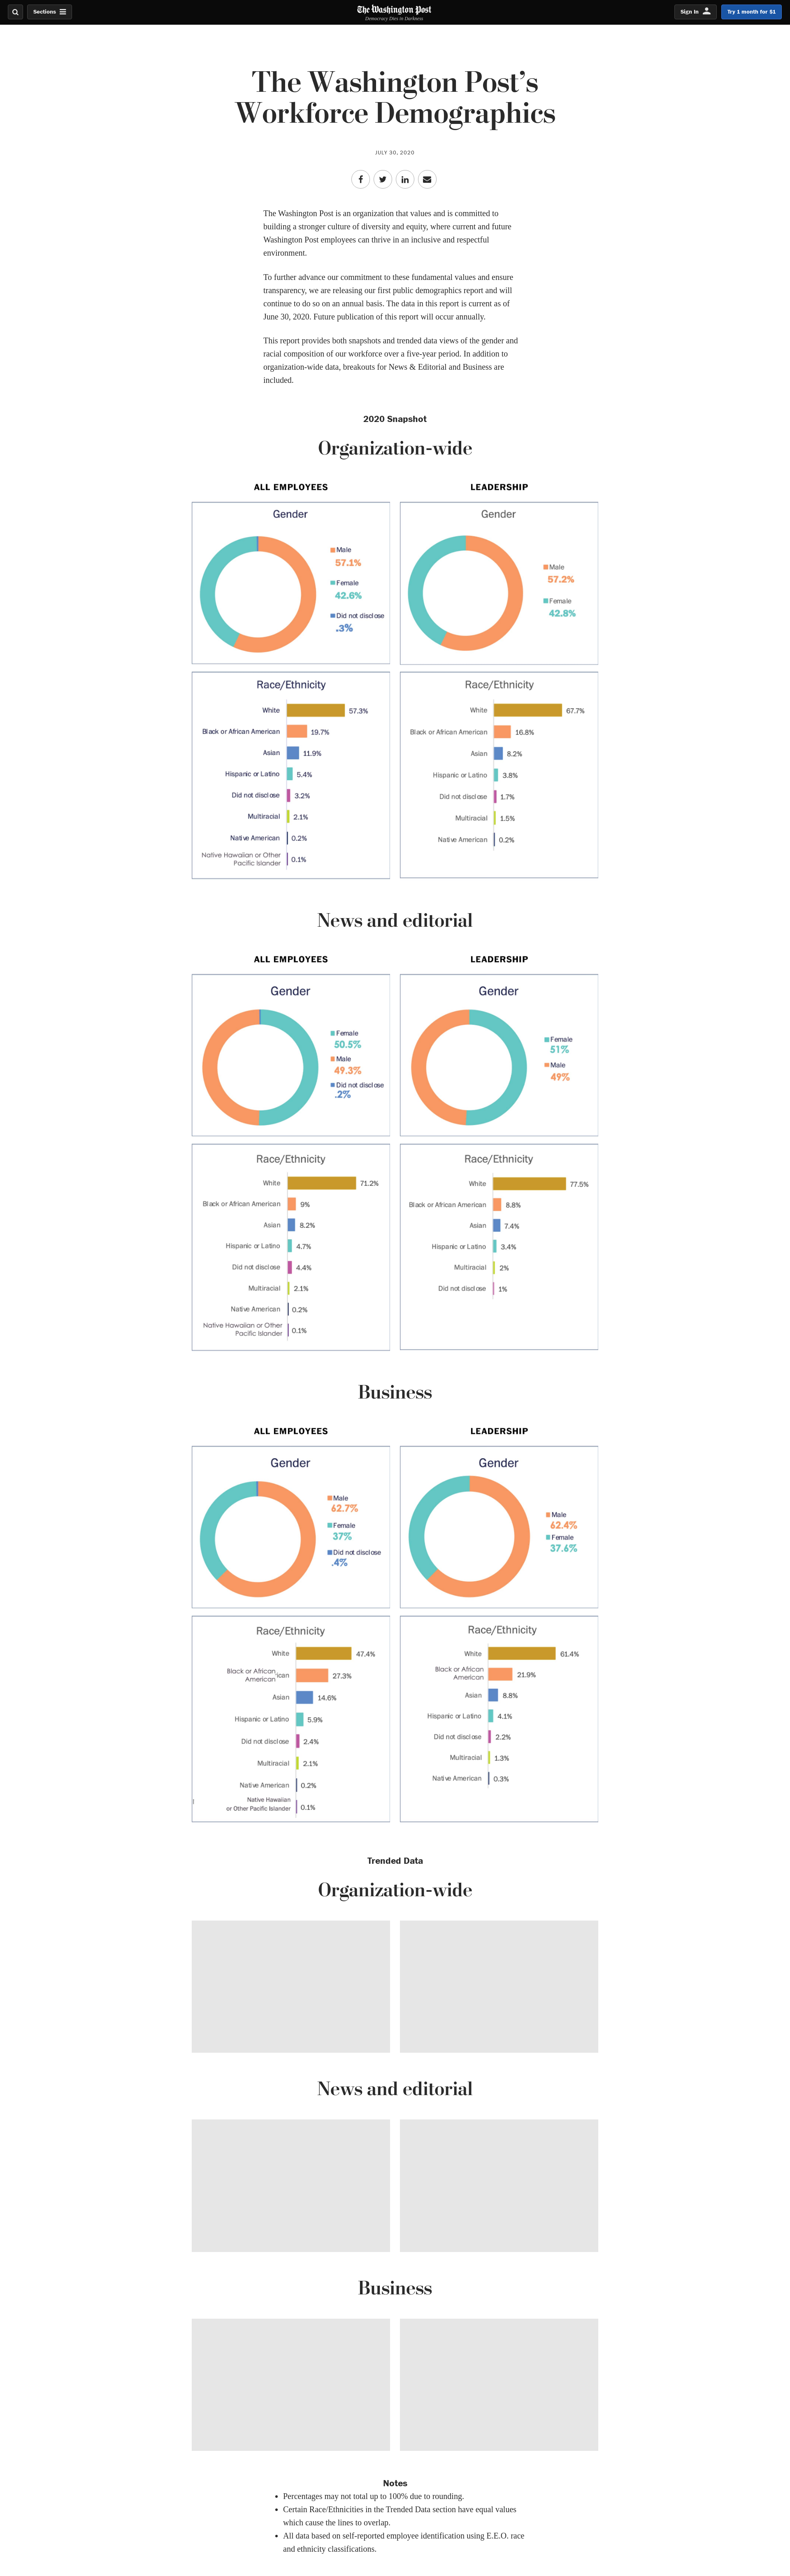 Sections
The Washington Post
Democracy Dies in Darkness
Sign In
Try 1 month for $1
The Washington Post’s
Workforce Demographics
JULY 30, 2020
The Washington Post is an organization that values and is committed to
building a stronger culture of diversity and equity, where current and future
Washington Post employees can thrive in an inclusive and respectful
environment.
To further advance our commitment to these fundamental values and ensure
transparency, we are releasing our first public demographics report and will
continue to do so on an annual basis. The data in this report is current as of
June 30, 2020. Future publication of this report will occur annually.
This report provides both snapshots and trended data views of the gender and
racial composition of our workforce over a five-year period. In addition to
organization-wide data, breakouts for News & Editorial and Business are
included.
2020 Snapshot
Organization-wide
ALL EMPLOYEES
Gender
Male
57.1%
Female
42.6%
Did not disclose
.3%
Race/Ethnicity
White 57.3%
Black or African American 19.7%
Asian 11.9%
Hispanic or Latino 5.4%
Did not disclose 3.2%
Multiracial 2.1%
Native American 0.2%
Native Hawaiian or Other
Pacific Islander 0.1%
LEADERSHIP
Gender
Male
57.2%
Female
42.8%
Race/Ethnicity
White 67.7%
Black or African American 16.8%
Asian 8.2%
Hispanic or Latino 3.8%
Did not disclose 1.7%
Multiracial 1.5%
Native American 0.2%
News and editorial
ALL EMPLOYEES
Gender
Female
50.5%
Male
49.3%
Did not disclose
.2%
Race/Ethnicity
White 71.2%
Black or African American 9%
Asian 8.2%
Hispanic or Latino 4.7%
Did not disclose 4.4%
Multiracial 2.1%
Native American 0.2%
Native Hawaiian or Other
Pacific Islander 0.1%
LEADERSHIP
Gender
Female
51%
Male
49%
Race/Ethnicity
White 77.5%
Black or African American 8.8%
Asian 7.4%
Hispanic or Latino 3.4%
Multiracial 2%
Did not disclose 1%
Business
ALL EMPLOYEES
Gender
Male
62.7%
Female
37%
Did not disclose
.4%
Race/Ethnicity
White 47.4%
Black or African
American ican 27.3%
Asian 14.6%
Hispanic or Latino 5.9%
Did not disclose 2.4%
Multiracial 2.1%
Native American 0.2%
Native Hawaiian
or Other Pacific Islander 0.1%
LEADERSHIP
Gender
Male
62.4%
Female
37.6%
Race/Ethnicity
White 61.4%
Black or African
American 21.9%
Asian 8.8%
Hispanic or Latino 4.1%
Did not disclose 2.2%
Multiracial 1.3%
Native American 0.3%
Trended Data
Organization-wide
News and editorial
Business
Notes
• Percentages may not total up to 100% due to rounding.
• Certain Race/Ethnicities in the Trended Data section have equal values
which cause the lines to overlap.
• All data based on self-reported employee identification using E.E.O. race
and ethnicity classifications.